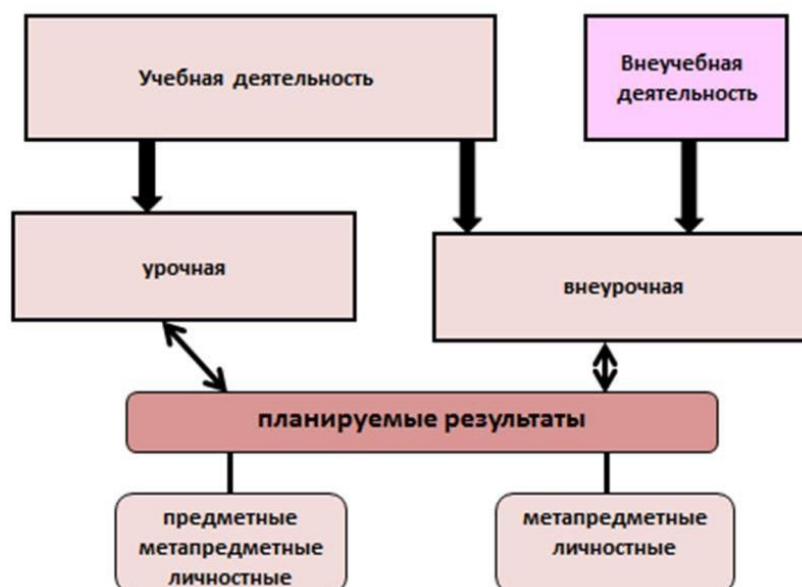 Учебная деятельность
Внеучебная
деятельность
урочная
внеурочная
планируемые результаты
предметные
метапредметные
личностные
метапредметные
личностные